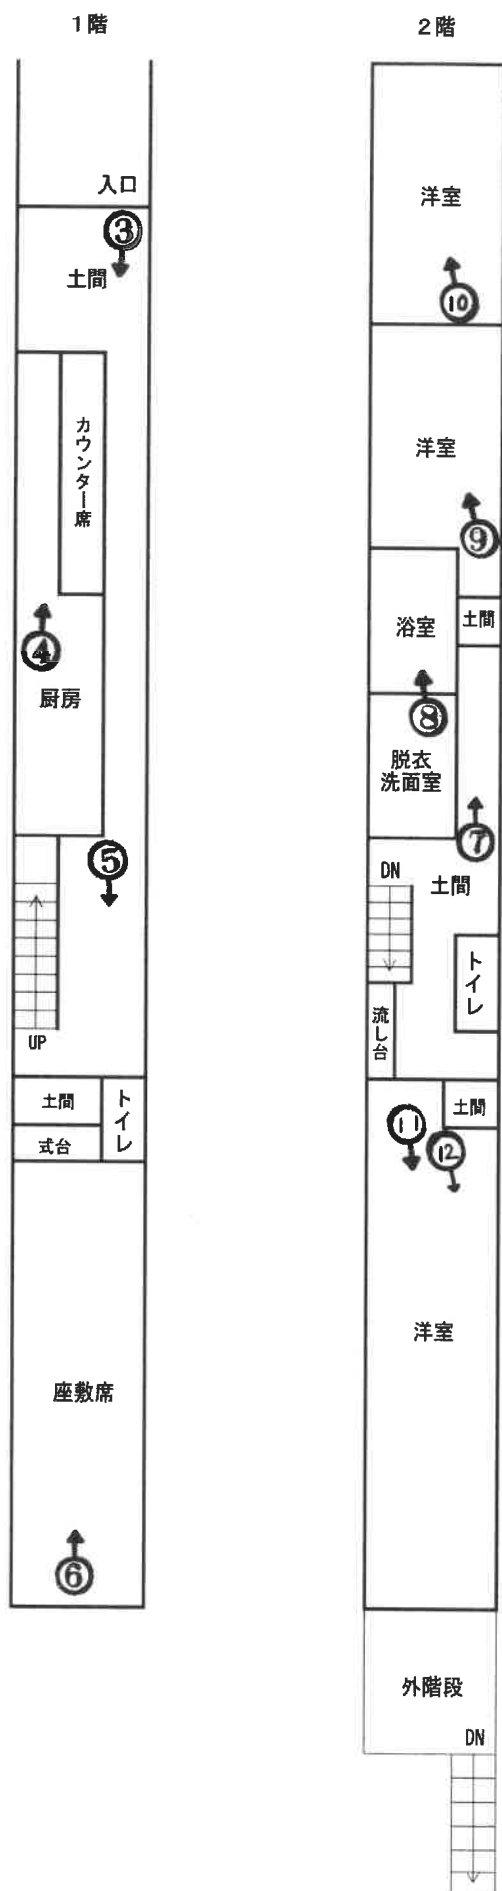 1階
入口
③
土間
カウンター席
④
厨房
⑤
UP
土間
式台
トイレ
座敷席
⑥
2階
洋室
⑩
洋室
⑨
浴室
土間
⑧
脱衣
洗面室
⑦
DN
土間
トイレ
流し台
土間
⑪
⑫
洋室
外階段
DN